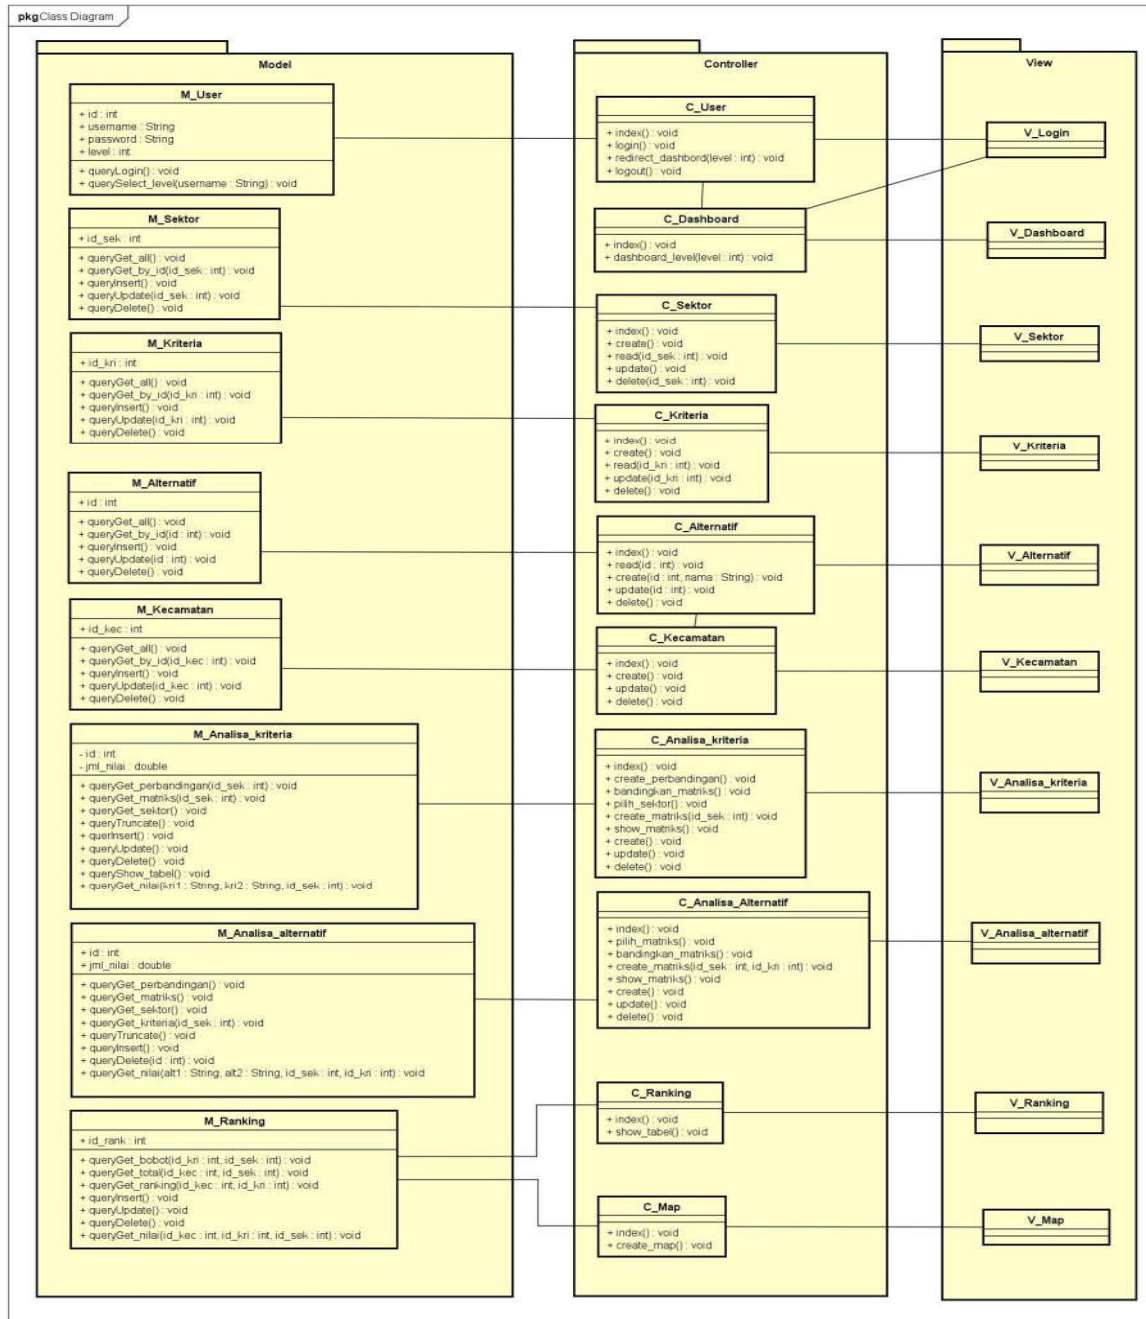 pkg Class Diagram
Model
M_User
+ id : int
+ username : String
+ password : String
+ level : int
+ queryLogin() : void
+ querySelect_level(username : String) : void
M_Sektor
+ id_sek : int
+ queryGet_all() : void
+ queryGet_by_id(id_sek : int) : void
+ queryInsert() : void
+ queryUpdate(id_sek : int) : void
+ queryDelete() : void
M_Kriteria
+ id_kri : int
+ queryGet_all() : void
+ queryGet_by_id(id_kri : int) : void
+ queryInsert() : void
+ queryUpdate(id_kri : int) : void
+ queryDelete() : void
M_Alternatif
+ id : int
+ queryGet_all() : void
+ queryGet_by_id(id : int) : void
+ queryInsert() : void
+ queryUpdate(id : int) : void
+ queryDelete() : void
M_Kecamatan
+ id_kec : int
+ queryGet_all() : void
+ queryGet_by_id(id_kec : int) : void
+ queryInsert() : void
+ queryUpdate(id_kec : int) : void
+ queryDelete() : void
M_Analisa_kriteria
- id : int
- jml_nilai : double
+ queryGet_perbandingan(id_sek : int) : void
+ queryGet_matriks(id_sek : int) : void
+ queryGet_sektor() : void
+ queryTruncate() : void
+ querInsert() : void
+ queryUpdate() : void
+ queryDelete() : void
+ queryShow_tabel() : void
+ queryGet_nilai(kri1 : String, kri2 : String, id_sek : int) : void
M_Analisa_alternatif
+ id : int
+ jml_nilai : double
+ queryGet_perbandingan() : void
+ queryGet_matriks() : void
+ queryGet_sektor() : void
+ queryGet_kriteria(id_sek : int) : void
+ queryTruncate() : void
+ queryInsert() : void
+ queryDelete(id : int) : void
+ queryGet_nilai(alt1 : String, alt2 : String, id_sek : int, id_kri : int) : void
M_Ranking
+ id_rank : int
+ queryGet_bobot(id_kri : int, id_sek : int) : void
+ queryGet_total(id_kec : int, id_sek : int) : void
+ queryGet_ranking(id_kec : int, id_kri : int) : void
+ queryInsert() : void
+ queryUpdate() : void
+ queryDelete() : void
+ queryGet_nilai(id_kec : int, id_kri : int, id_sek : int) : void
Controller
C_User
+ index() : void
+ login() : void
+ redirect_dashbord(level : int) : void
+ logout() : void
C_Dashboard
+ index() : void
+ dashboard_level(level : int) : void
C_Sektor
+ index() : void
+ create() : void
+ read(id_sek : int) : void
+ update() : void
+ delete(id_sek : int) : void
C_Kriteria
+ index() : void
+ create() : void
+ read(id_kri : int) : void
+ update(id_kri : int) : void
+ delete() : void
C_Alternatif
+ index() : void
+ read(id : int) : void
+ create(id : int, nama : String) : void
+ update(id : int) : void
+ delete() : void
C_Kecamatan
+ index() : void
+ create() : void
+ update() : void
+ delete() : void
C_Analisa_kriteria
+ index() : void
+ create_perbandingan() : void
+ bandingkan_matriks() : void
+ pilih_sektor() : void
+ create_matriks(id_sek : int) : void
+ show_matriks() : void
+ create() : void
+ update() : void
+ delete() : void
C_Analisa_Alternatif
+ index() : void
+ pilih_matriks() : void
+ bandingkan_matriks() : void
+ create_matriks(id_sek : int, id_kri : int) : void
+ show_matriks() : void
+ create() : void
+ update() : void
+ delete() : void
C_Ranking
+ index() : void
+ show_tabel() : void
C_Map
+ index() : void
+ create_map() : void
View
V_Login
V_Dashboard
V_Sektor
V_Kriteria
V_Alternatif
V_Kecamatan
V_Analisa_kriteria
V_Analisa_alternatif
V_Ranking
V_Map